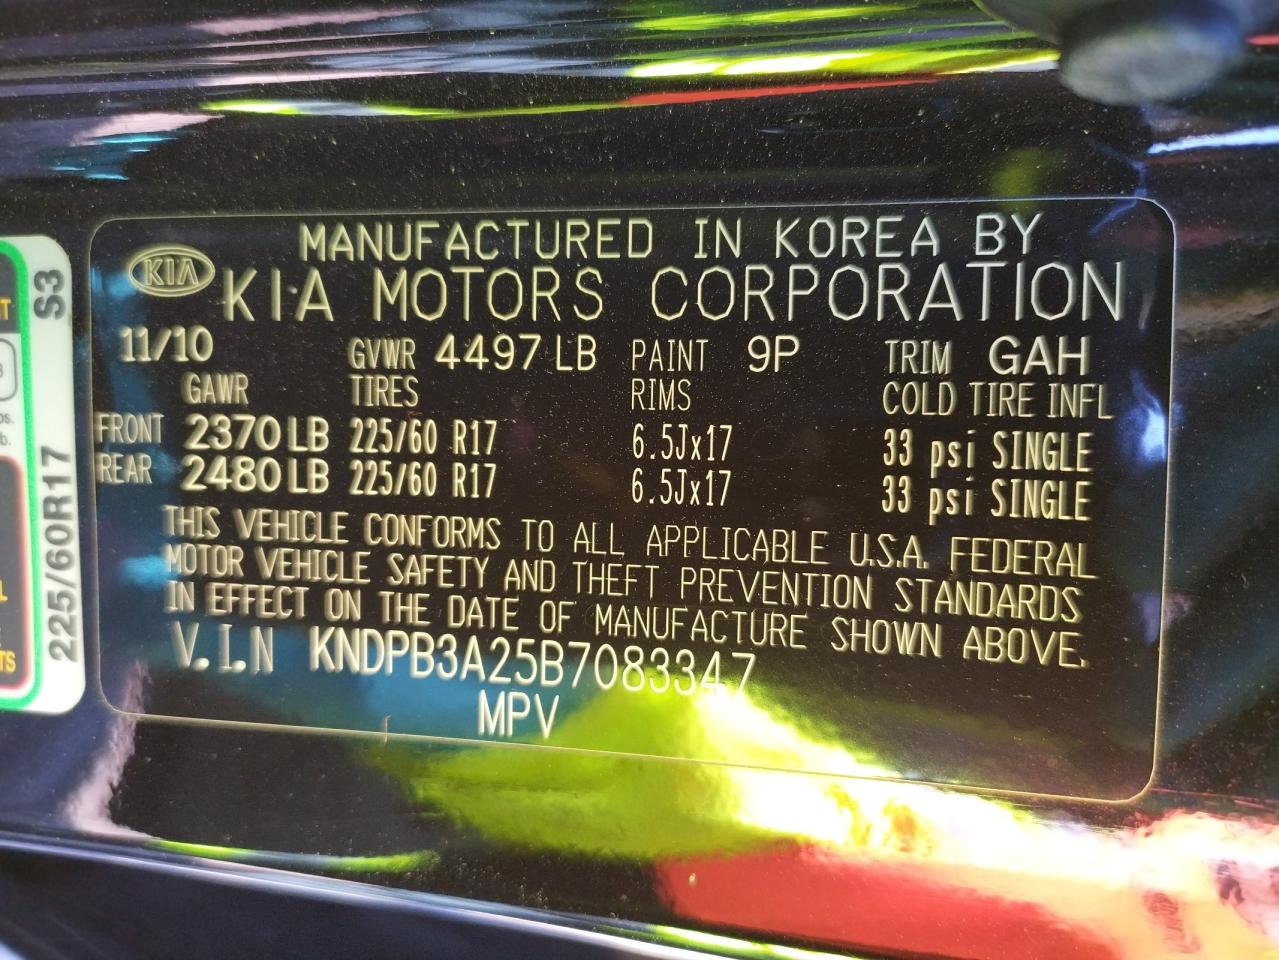 MANUFACTURED IN KOREA BY
KIA KIA MOTORS CORPORATION
11/10 GVWR 4497 LB PAINT 9P TRIM GAH
GAWR TIRES RIMS COLD TIRE INFL
FRONT 2370 LB 225/60 R17 6.5Jx17 33 psi SINGLE
REAR 2480 LB 225/60 R17 6.5Jx17 33 psi SINGLE
THIS VEHICLE CONFORMS TO ALL APPLICABLE U.S.A. FEDERAL
MOTOR VEHICLE SAFETY AND THEFT PREVENTION STANDARDS
IN EFFECT ON THE DATE OF MANUFACTURE SHOWN ABOVE.
V.I.N KNDPB3A25B7083347
MPV
225/60R17 S3